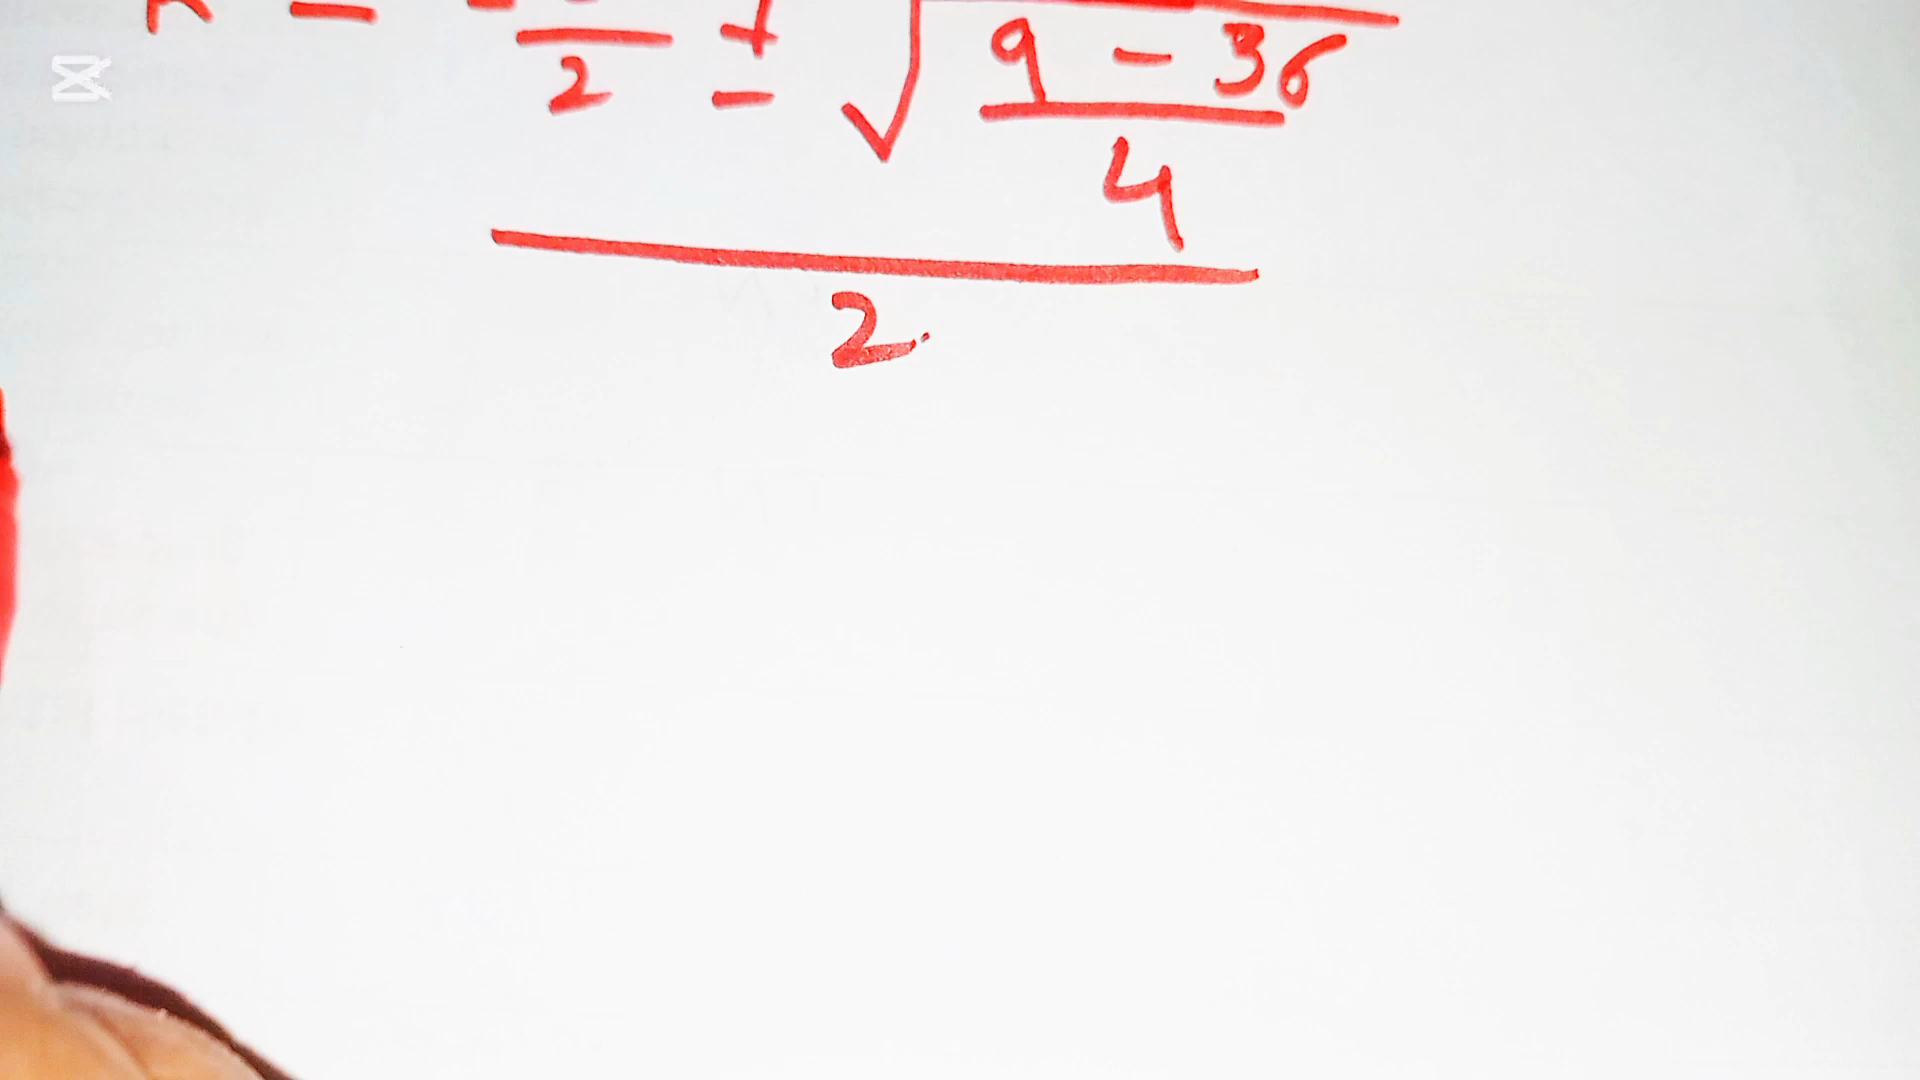 = /2 ± √(9 - 36)/4
2